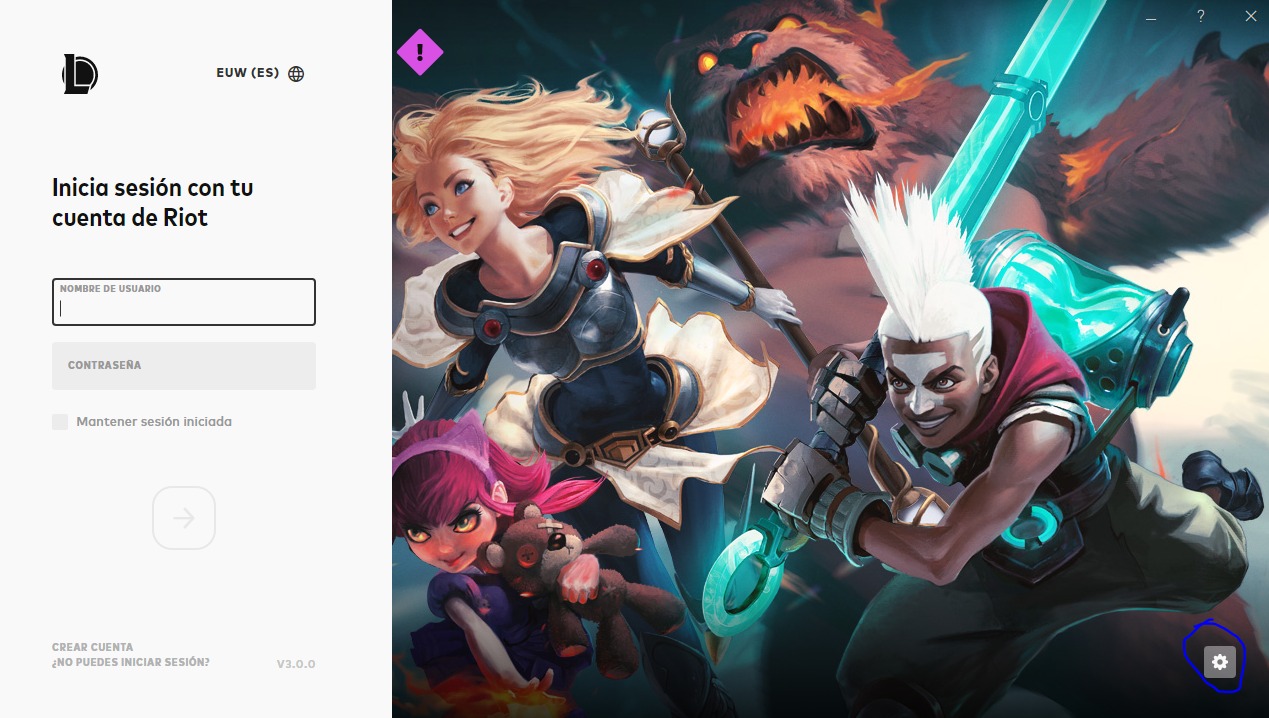 EUW (ES)
Inicia sesión con tu
cuenta de Riot
NOMBRE DE USUARIO
CONTRASEÑA
Mantener sesión iniciada
CREAR CUENTA
¿NO PUEDES INICIAR SESIÓN?
V3.0.0